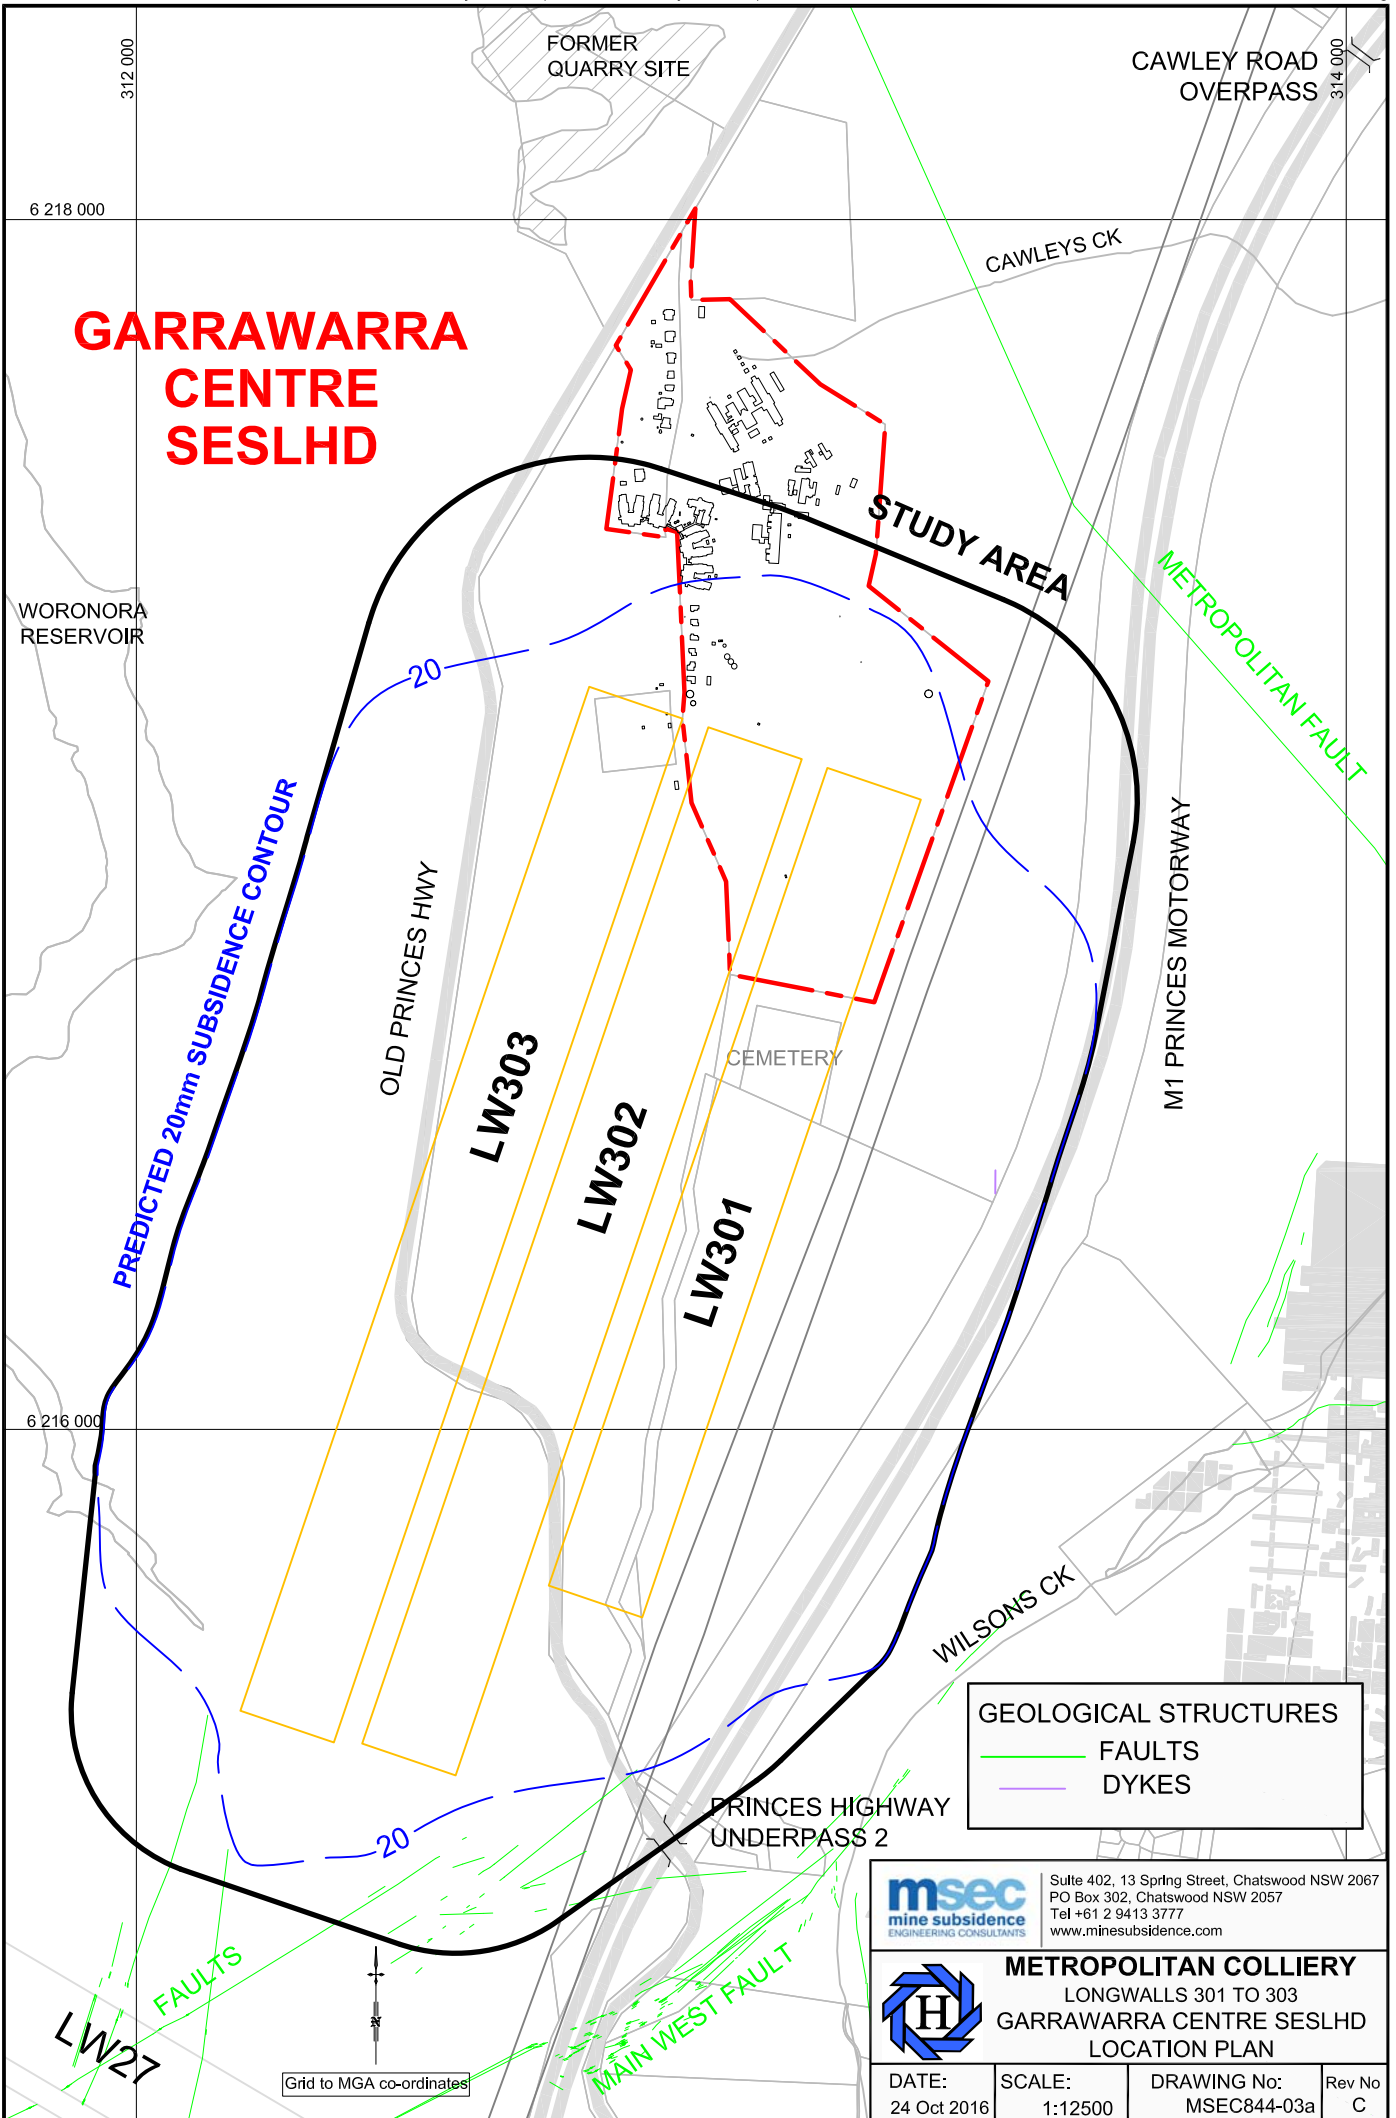 FORMER
QUARRY SITE
CAWLEY ROAD
OVERPASS
312 000
314 000
6 218 000
CAWLEYS CK
GARRAWARRA
CENTRE
SESLHD
STUDY AREA
METROPOLITAN FAULT
WORONORA
RESERVOIR
20
PREDICTED 20mm SUBSIDENCE CONTOUR
OLD PRINCES HWY
M1 PRINCES MOTORWAY
CEMETERY
LW303
LW302
LW301
6 216 000
WILSONS CK
GEOLOGICAL STRUCTURES
FAULTS
DYKES
PRINCES HIGHWAY
UNDERPASS 2
20
FAULTS
MAIN WEST FAULT
LW27
N
Grid to MGA co-ordinates
msec
mine subsidence
ENGINEERING CONSULTANTS
Suite 402, 13 Spring Street, Chatswood NSW 2067
PO Box 302, Chatswood NSW 2057
Tel +61 2 9413 3777
www.minesubsidence.com
H
METROPOLITAN COLLIERY
LONGWALLS 301 TO 303
GARRAWARRA CENTRE SESLHD
LOCATION PLAN
DATE:
24 Oct 2016
SCALE:
1:12500
DRAWING No:
MSEC844-03a
Rev No
C